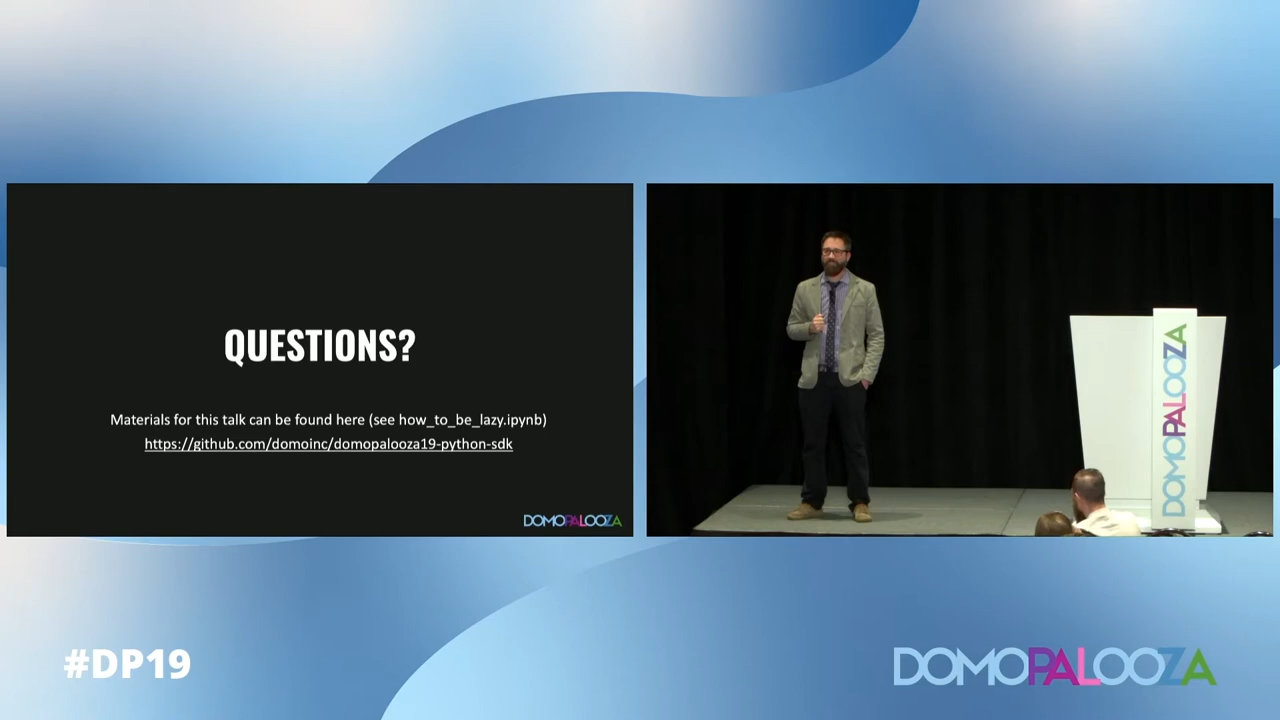 QUESTIONS?
Materials for this talk can be found here (see how_to_be_lazy.ipynb)
https://github.com/domoinc/domopalooza19-python-sdk
DOMOPALOOZA
DOMOPALOOZA
#DP19
DOMOPALOOZA